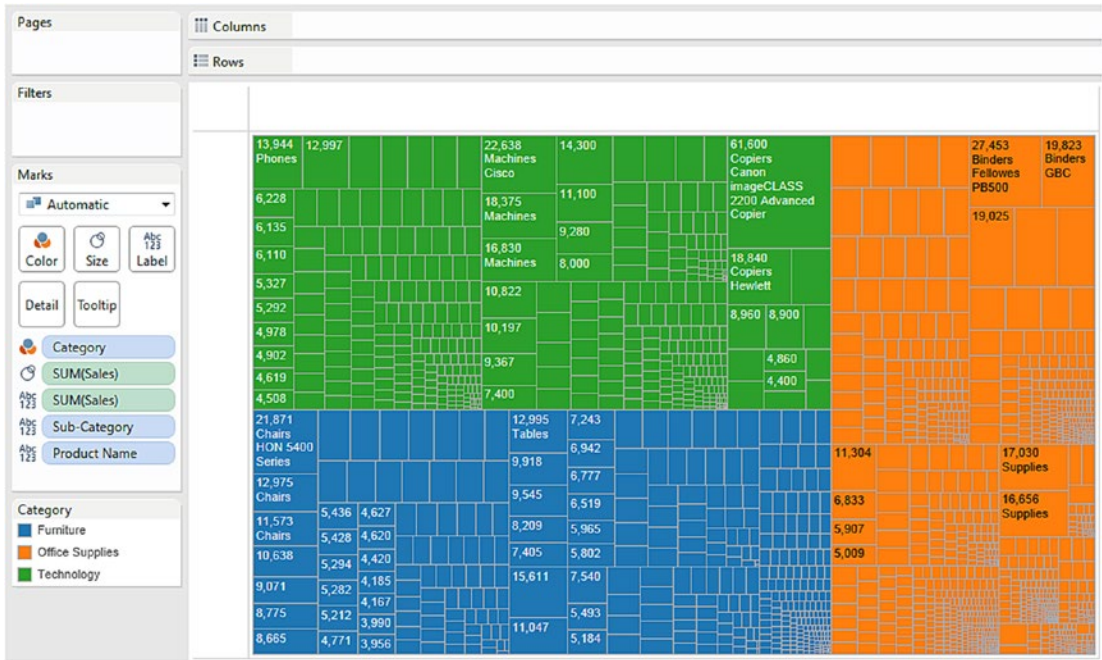 Pages
Columns
Rows
Filters
Marks
Automatic
Color
Size
Abc
123
Label
Detail
Tooltip
Category
SUM(Sales)
Abc
123
SUM(Sales)
Abc
123
Sub-Category
Abc
123
Product Name
Category
Furniture
Office Supplies
Technology
13,944
Phones
12,997
6,228
6,135
6,110
5,327
5,292
4,978
4,902
4,619
4,508
22,638
Machines
Cisco
18,375
Machines
16,830
Machines
10,822
10,197
9,367
7,400
14,300
11,100
9,280
8,000
61,600
Copiers
Canon
imageCLASS
2200 Advanced
Copier
18,840
Copiers
Hewlett
8,960
8,900
4,860
4,400
27,453
Binders
Fellowes
PB500
19,823
Binders
GBC
19,025
21,871
Chairs
HON 5400
Series
12,975
Chairs
11,573
Chairs
10,638
9,071
8,775
8,665
5,436
5,428
5,294
5,282
5,212
4,771
4,627
4,620
4,420
4,185
4,167
3,990
3,956
12,995
Tables
9,918
9,545
8,209
7,405
15,611
11,047
7,243
6,942
6,777
6,519
5,965
5,802
7,540
5,493
5,184
11,304
6,833
5,907
5,009
17,030
Supplies
16,656
Supplies